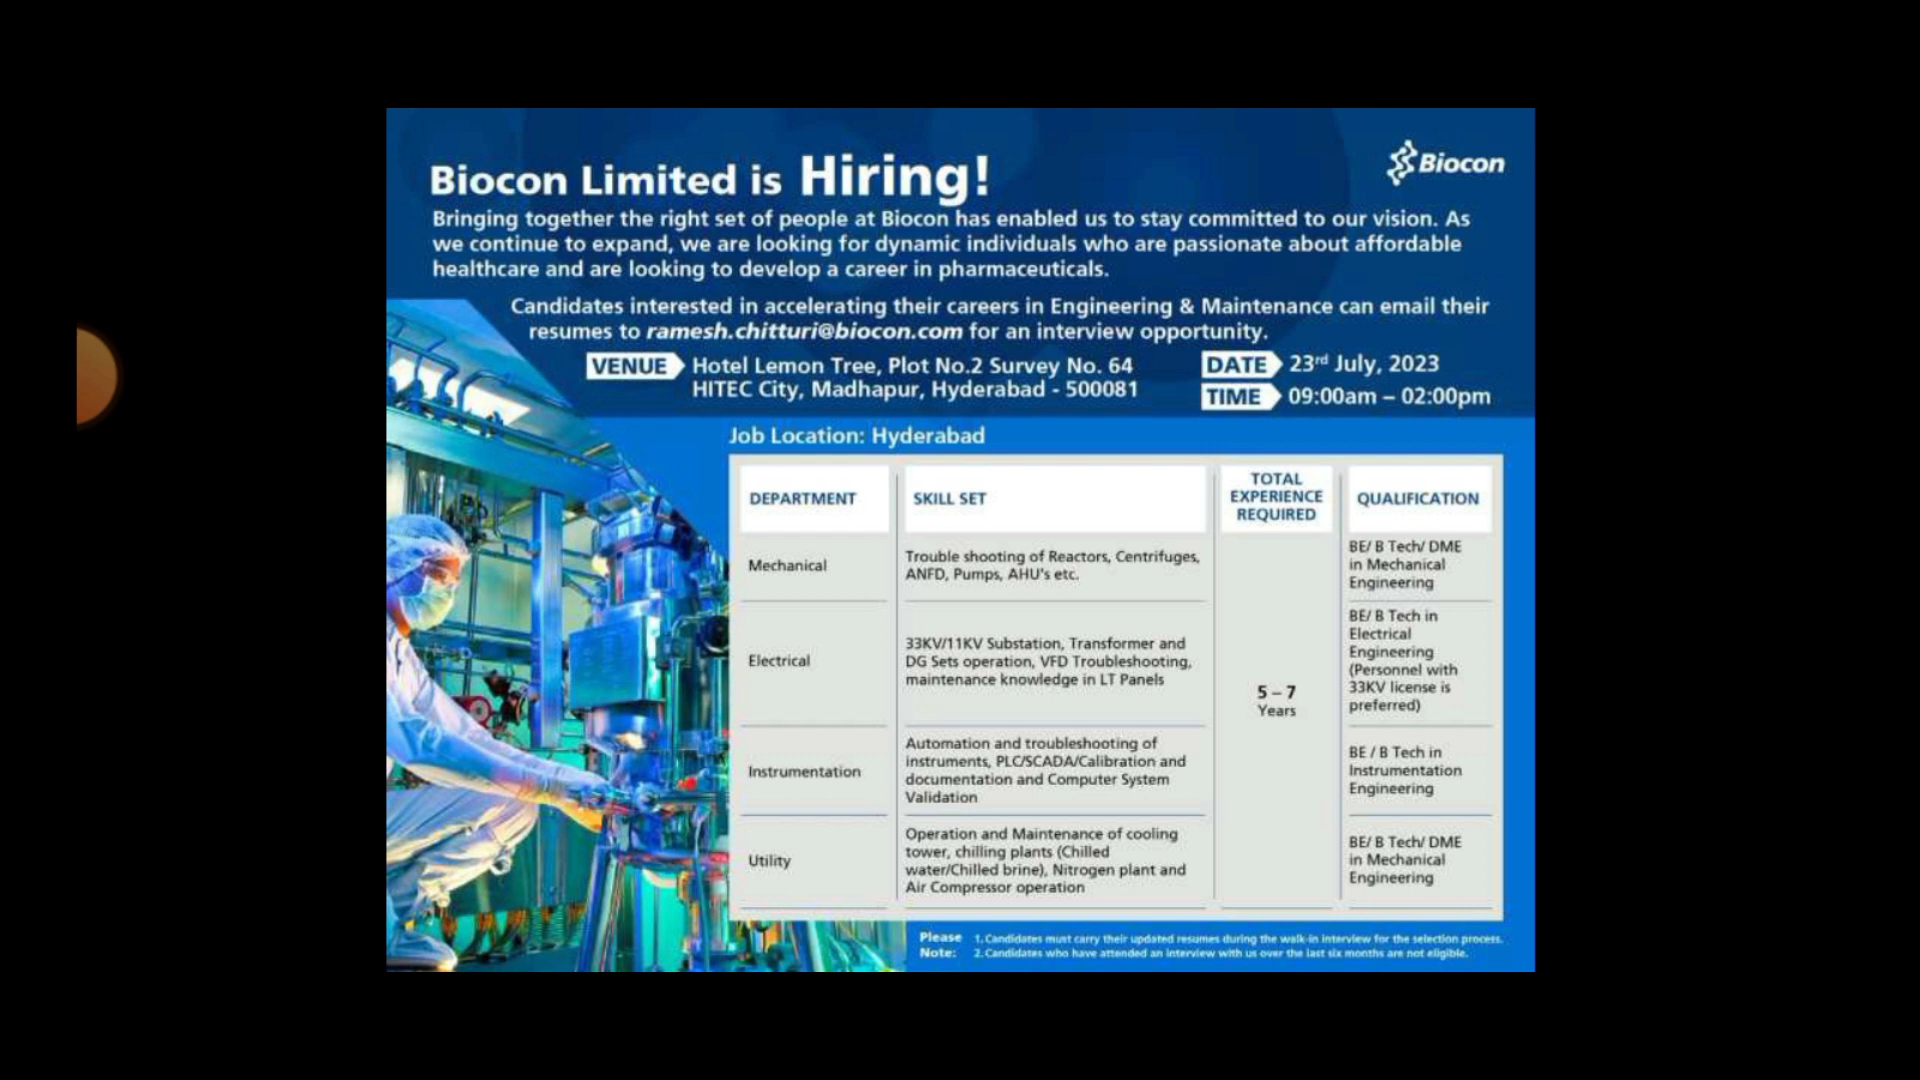 Biocon Limited is Hiring!
Biocon
Bringing together the right set of people at Biocon has enabled us to stay committed to our vision. As
we continue to expand, we are looking for dynamic individuals who are passionate about affordable
healthcare and are looking to develop a career in pharmaceuticals.
Candidates interested in accelerating their careers in Engineering & Maintenance can email their
resumes to ramesh.chitturi@biocon.com for an interview opportunity.
VENUE Hotel Lemon Tree, Plot No.2 Survey No. 64
HITEC City, Madhapur, Hyderabad - 500081
DATE 23rd July, 2023
TIME 09:00am – 02:00pm
Job Location: Hyderabad
DEPARTMENT
SKILL SET
TOTAL
EXPERIENCE
REQUIRED
QUALIFICATION
Mechanical
Trouble shooting of Reactors, Centrifuges,
ANFD, Pumps, AHU's etc.
BE/ B Tech/ DME
in Mechanical
Engineering
Electrical
33KV/11KV Substation, Transformer and
DG Sets operation, VFD Troubleshooting,
maintenance knowledge in LT Panels
5 – 7
Years
BE/ B Tech in
Electrical
Engineering
(Personnel with
33KV license is
preferred)
Instrumentation
Automation and troubleshooting of
instruments, PLC/SCADA/Calibration and
documentation and Computer System
Validation
BE / B Tech in
Instrumentation
Engineering
Utility
Operation and Maintenance of cooling
tower, chilling plants (Chilled
water/Chilled brine), Nitrogen plant and
Air Compressor operation
BE/ B Tech/ DME
in Mechanical
Engineering
Please Note:
1. Candidates must carry their updated resumes during the walk-in interview for the selection process.
2. Candidates who have attended an interview with us over the last six months are not eligible.